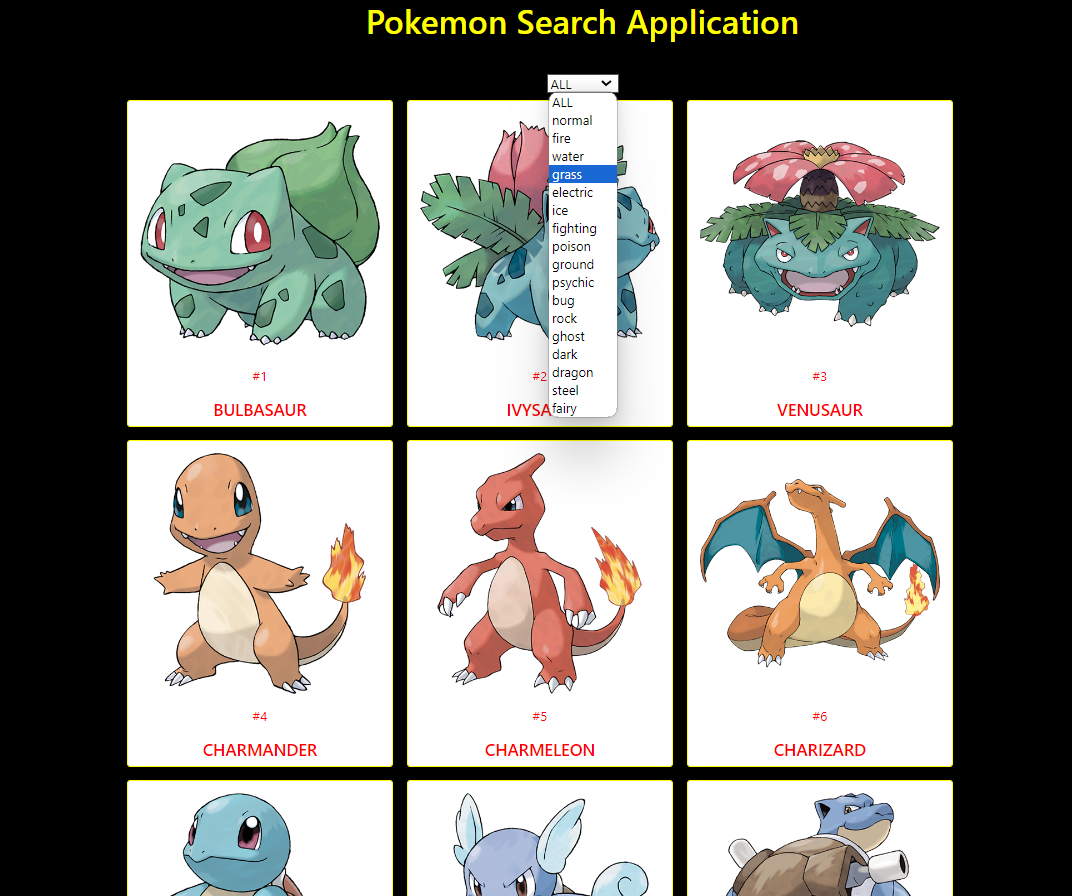 Pokemon Search Application
ALL
ALL
normal
fire
water
grass
electric
ice
fighting
poison
ground
psychic
bug
rock
ghost
dark
dragon
steel
fairy
#1
#2
#3
BULBASAUR
IVYSA
VENUSAUR
#4
#5
#6
CHARMANDER
CHARMELEON
CHARIZARD